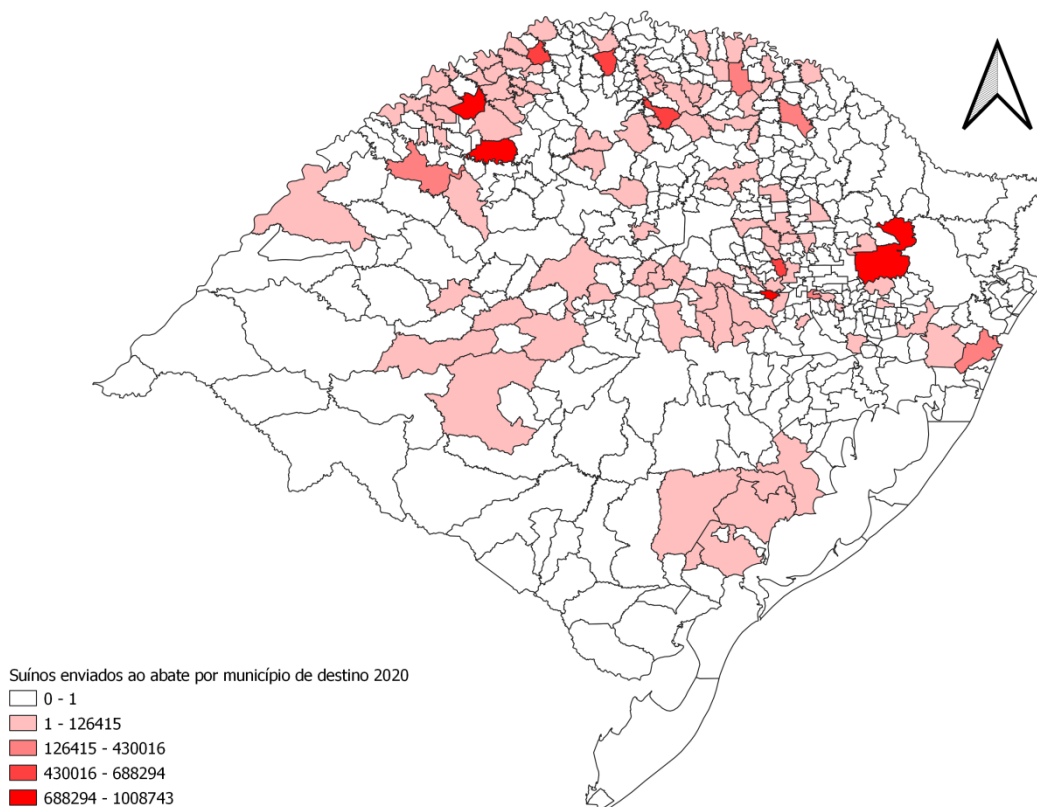 Suínos enviados ao abate por município de destino 2020
0 - 1
1 - 126415
126415 - 430016
430016 - 688294
688294 - 1008743